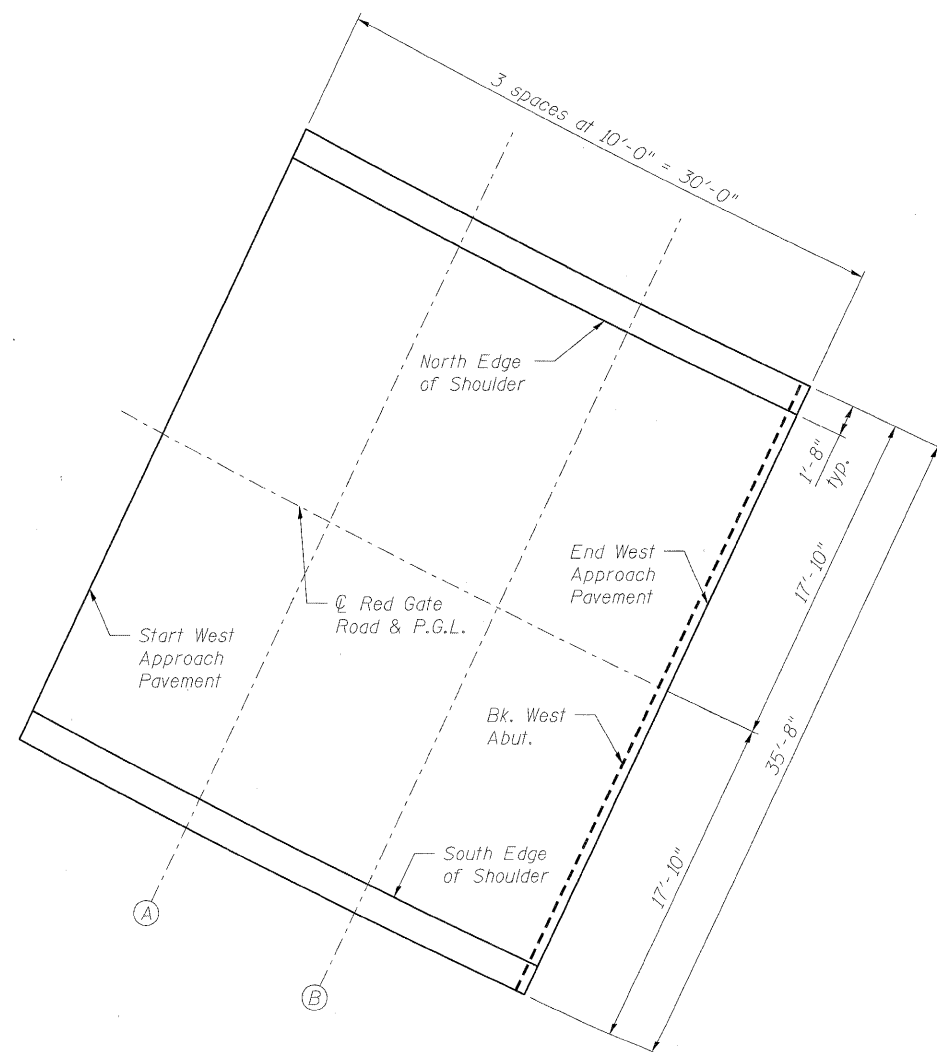 3 spaces at 10'-0" = 30'-0"
North Edge
of Shoulder
1'-8"
typ.
17'-10"
End West
Approach
Pavement
℄ Red Gate
Road & P.G.L.
Start West
Approach
Pavement
Bk. West
Abut.
35'-8"
South Edge
of Shoulder
17'-10"
A
B